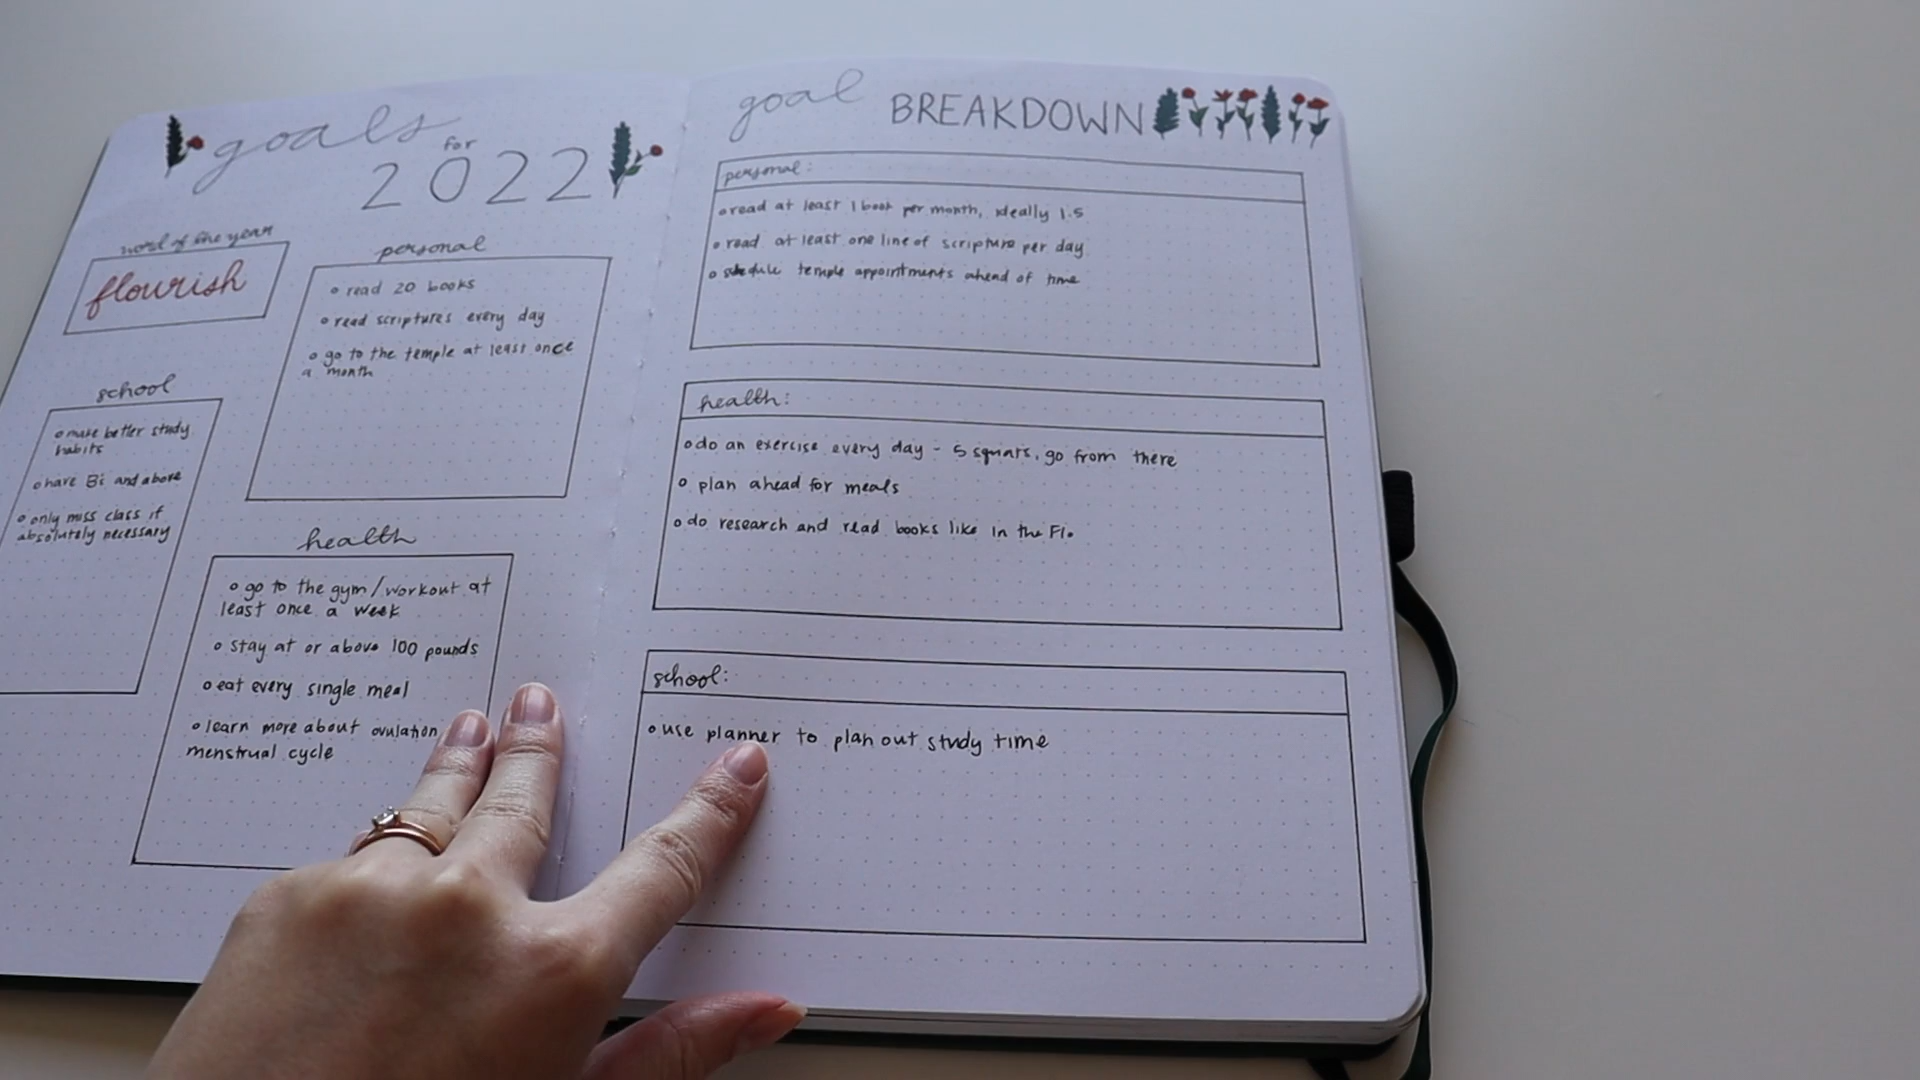 goals
for
2022
word of the year
flourish
personal
read 20 books
read scriptures every day
go to the temple at least once
a month
school
make better study
habits
have B's and above
only miss class if
absolutely necessary
health
go to the gym/workout at
least once a week
stay at or above 100 pounds
eat every single meal
learn more about ovulation
menstrual cycle
goal BREAKDOWN
personal:
read at least 1 book per month, ideally 1.5
read at least one line of scripture per day
schedule temple appointments ahead of time
health:
do an exercise every day - 5 squats, go from there
plan ahead for meals
do research and read books like In the Flo
school:
use planner to plan out study time